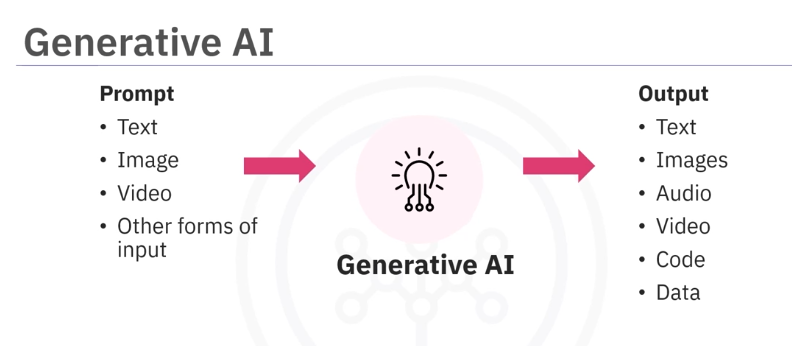 Generative AI
Prompt
• Text
• Image
• Video
• Other forms of
input
Generative AI
Output
• Text
• Images
• Audio
• Video
• Code
• Data